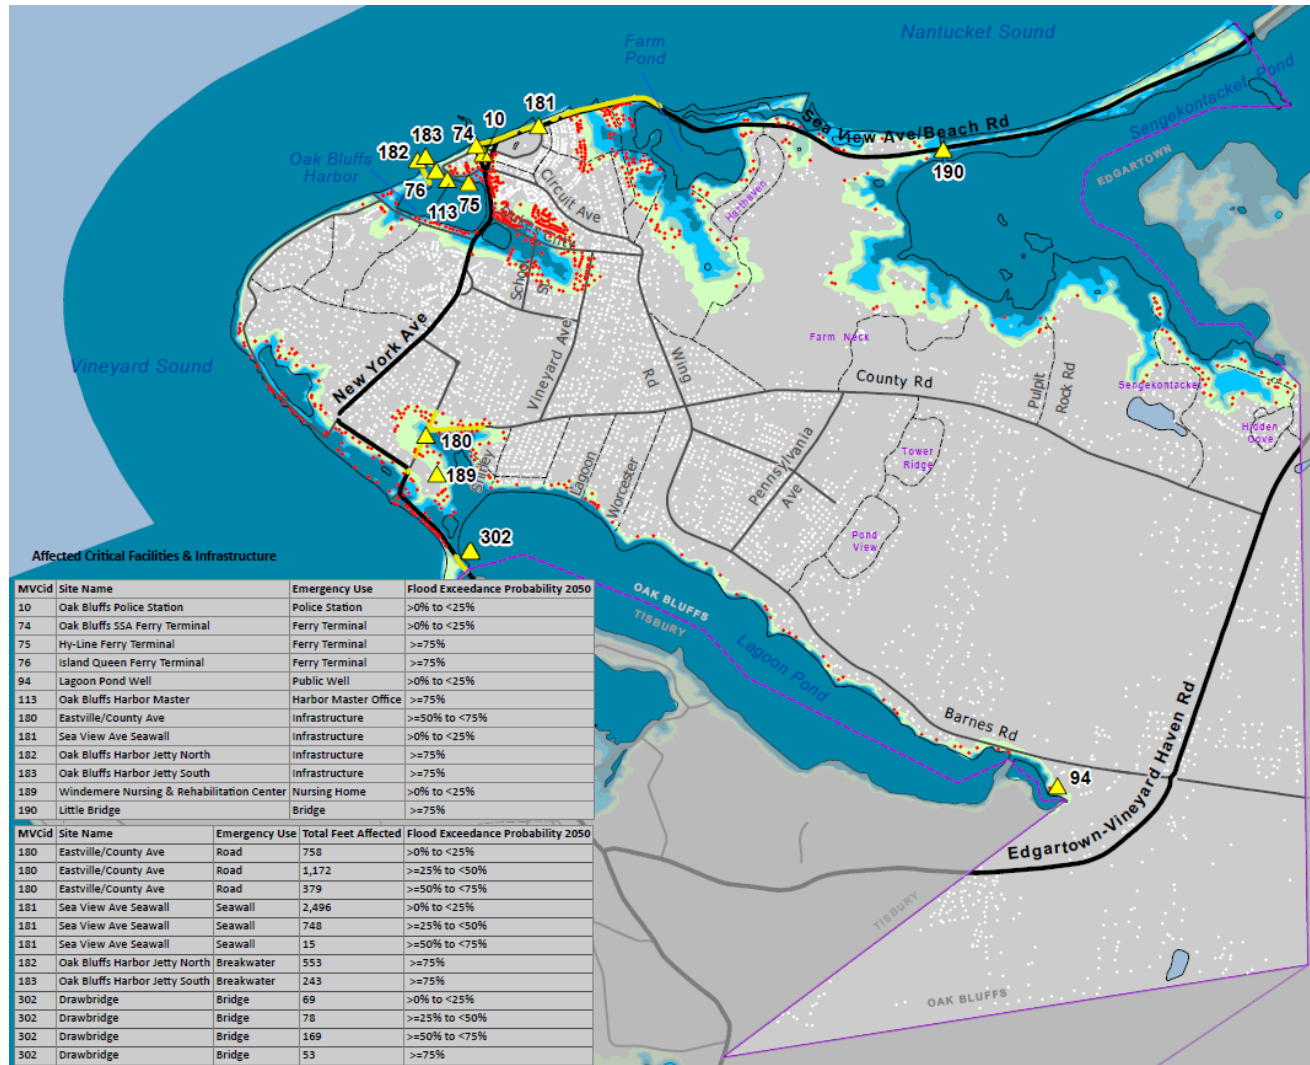 Nantucket Sound
Farm
Pond
Sengekontacket Pond
EDGARTOWN
Sea View Ave/Beach Rd
190
181
10
74
183
182
76
113
75
Oak Bluffs
Harbor
Circuit Ave
Harthaven
School
St
New York Ave
Vineyard Ave
Vineyard Sound
Wing
Rd
Farm Neck
County Rd
Pulpit
Rock Rd
Sengekontacket
Hidden
Cove
Tower
Ridge
Pennsylvania
Ave
Pond
View
Lagoon
Worcester
180
189
302
OAK BLUFFS
TISBURY
Lagoon Pond
Barnes Rd
94
Edgartown-Vineyard Haven Rd
TISBURY
OAK BLUFFS
Affected Critical Facilities & Infrastructure
MVCid Site Name Emergency Use Flood Exceedance Probability 2050
10 Oak Bluffs Police Station Police Station >0% to <25%
74 Oak Bluffs SSA Ferry Terminal Ferry Terminal >0% to <25%
75 Hy-Line Ferry Terminal Ferry Terminal >=75%
76 Island Queen Ferry Terminal Ferry Terminal >=75%
94 Lagoon Pond Well Public Well >0% to <25%
113 Oak Bluffs Harbor Master Harbor Master Office >=75%
180 Eastville/County Ave Infrastructure >=50% to <75%
181 Sea View Ave Seawall Infrastructure >0% to <25%
182 Oak Bluffs Harbor Jetty North Infrastructure >=75%
183 Oak Bluffs Harbor Jetty South Infrastructure >=75%
189 Windemere Nursing & Rehabilitation Center Nursing Home >0% to <25%
190 Little Bridge Bridge >=75%
MVCid Site Name Emergency Use Total Feet Affected Flood Exceedance Probability 2050
180 Eastville/County Ave Road 758 >0% to <25%
180 Eastville/County Ave Road 1,172 >=25% to <50%
180 Eastville/County Ave Road 379 >=50% to <75%
181 Sea View Ave Seawall Seawall 2,496 >0% to <25%
181 Sea View Ave Seawall Seawall 748 >=25% to <50%
181 Sea View Ave Seawall Seawall 15 >=50% to <75%
182 Oak Bluffs Harbor Jetty North Breakwater 553 >=75%
183 Oak Bluffs Harbor Jetty South Breakwater 243 >=75%
302 Drawbridge Bridge 69 >0% to <25%
302 Drawbridge Bridge 78 >=25% to <50%
302 Drawbridge Bridge 169 >=50% to <75%
302 Drawbridge Bridge 53 >=75%